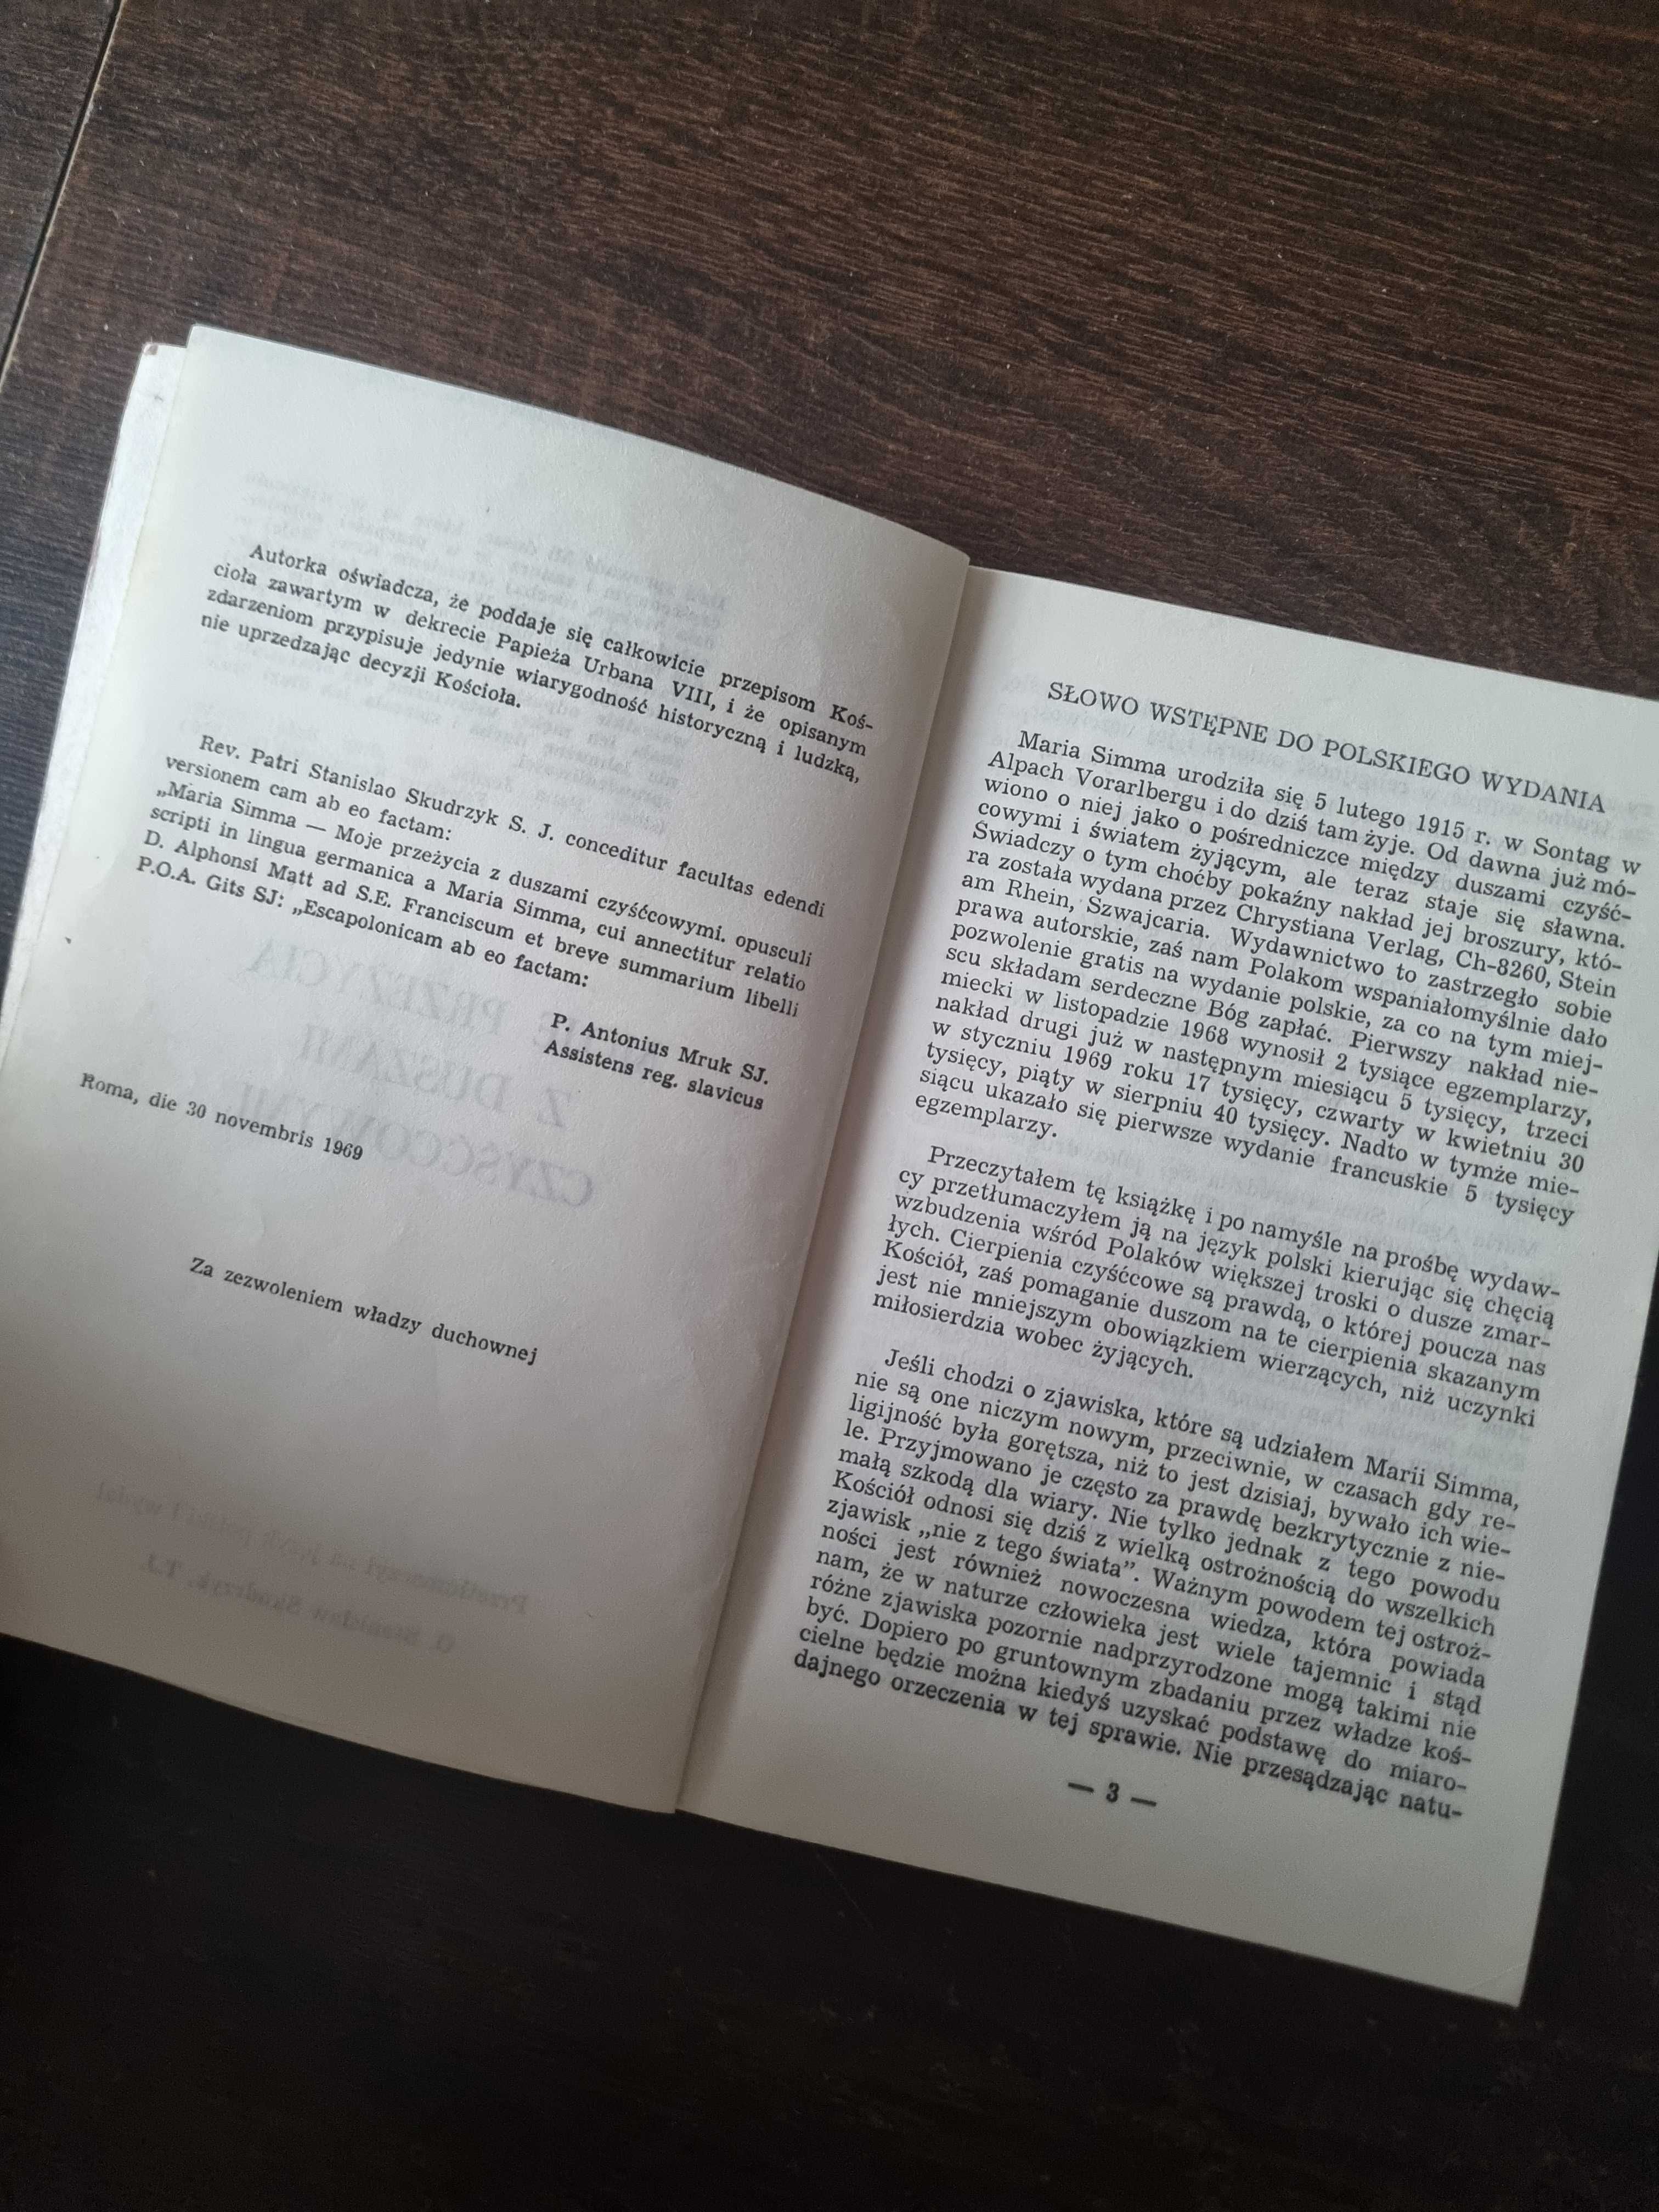 Autorka oświadcza, że poddaje się całkowicie przepisom Koś-
cioła zawartym w dekrecie Papieża Urbana VIII, i że opisanym
zdarzeniom przypisuje jedynie wiarygodność historyczną i ludzką,
nie uprzedzając decyzji Kościoła.
Rev. Patri Stanislao Skudrzyk S. J. conceditur facultas edendi
versionem cam ab eo factam:
„Maria Simma — Moje przeżycia z duszami czyśćcowymi. opusculi
scripti in lingua germanica a Maria Simma, cui annectitur relatio
D. Alphonsi Matt ad S.E. Franciscum et breve summarium libelli
P.O.A. Gits SJ: „Escapolonicam ab eo factam:
P. Antonius Mruk SJ.
Assistens reg. slavicus
Roma, die 30 novembris 1969
Za zezwoleniem władzy duchownej
SŁOWO WSTĘPNE DO POLSKIEGO WYDANIA
Maria Simma urodziła się 5 lutego 1915 r. w Sontag w
Alpach Vorarlbergu i do dziś tam żyje. Od dawna już mó-
wiono o niej jako o pośredniczce między duszami czyść-
cowymi i światem żyjącym, ale teraz staje się sławna.
Świadczy o tym choćby pokaźny nakład jej broszury, któ-
ra została wydana przez Chrystiana Verlag, Ch-8260, Stein
am Rhein, Szwajcaria. Wydawnictwo to zastrzegło sobie
prawa autorskie, zaś nam Polakom wspaniałomyślnie dało
pozwolenie gratis na wydanie polskie, za co na tym miej-
scu składam serdeczne Bóg zapłać. Pierwszy nakład nie-
miecki w listopadzie 1968 wynosił 2 tysiące egzemplarzy,
nakład drugi już w następnym miesiącu 5 tysięcy, trzeci
w styczniu 1969 roku 17 tysięcy, czwarty w kwietniu 30
tysięcy, piąty w sierpniu 40 tysięcy. Nadto w tymże mie-
siącu ukazało się pierwsze wydanie francuskie 5 tysięcy
egzemplarzy.
Przeczytałem tę książkę i po namyśle na prośbę wydaw-
cy przetłumaczyłem ją na język polski kierując się chęcią
wzbudzenia wśród Polaków większej troski o dusze zmar-
łych. Cierpienia czyśćcowe są prawdą, o której poucza nas
Kościół, zaś pomaganie duszom na te cierpienia skazanym
jest nie mniejszym obowiązkiem wierzących, niż uczynki
miłosierdzia wobec żyjących.
Jeśli chodzi o zjawiska, które są udziałem Marii Simma,
nie są one niczym nowym, przeciwnie, w czasach gdy re-
ligijność była gorętsza, niż to jest dzisiaj, bywało ich wie-
le. Przyjmowano je często za prawdę bezkrytycznie z nie-
małą szkodą dla wiary. Nie tylko jednak z tego powodu
Kościół odnosi się dziś z wielką ostrożnością do wszelkich
zjawisk „nie z tego świata”. Ważnym powodem tej ostroż-
ności jest również nowoczesna wiedza, która powiada
nam, że w naturze człowieka jest wiele tajemnic i stąd
różne zjawiska pozornie nadprzyrodzone mogą takimi nie
być. Dopiero po gruntownym zbadaniu przez władze koś-
cielne będzie można kiedyś uzyskać podstawę do miaro-
dajnego orzeczenia w tej sprawie. Nie przesądzając natu-
— 3 —